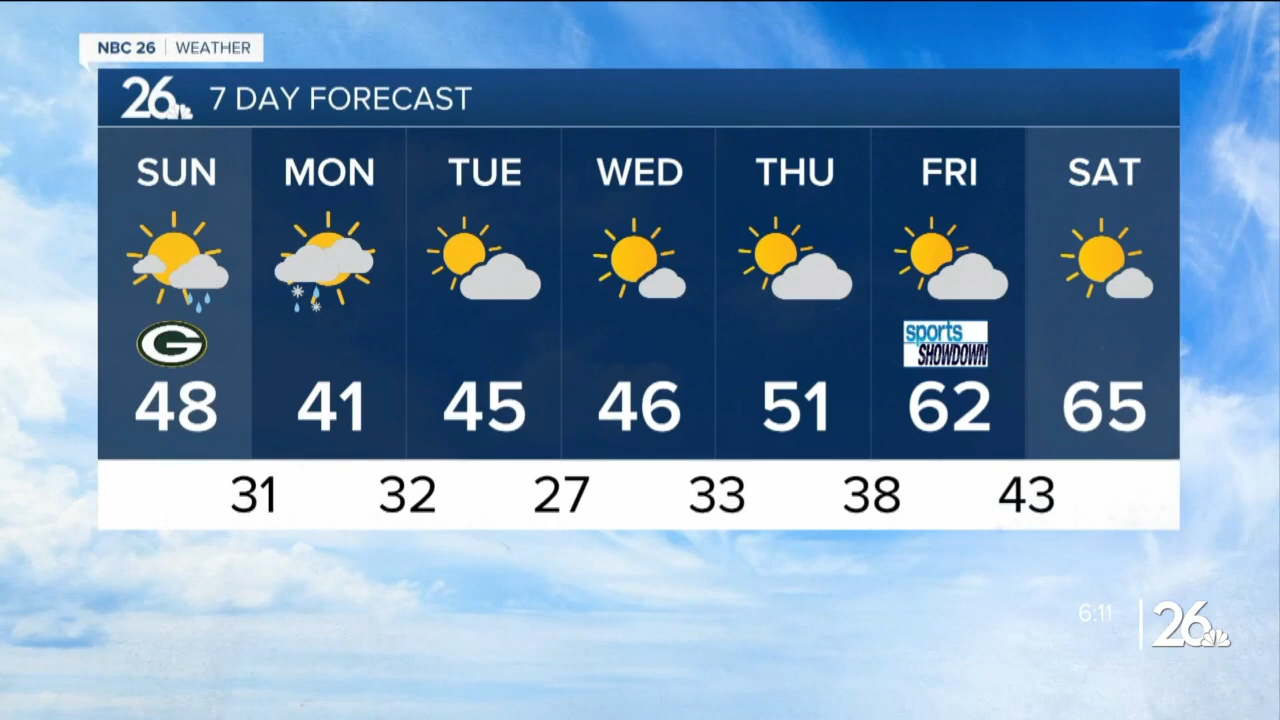 NBC 26 | WEATHER
26 7 DAY FORECAST
SUN MON TUE WED THU FRI SAT
G
sports
SHOWDOWN
48 41 45 46 51 62 65
31 32 27 33 38 43
6:11 26